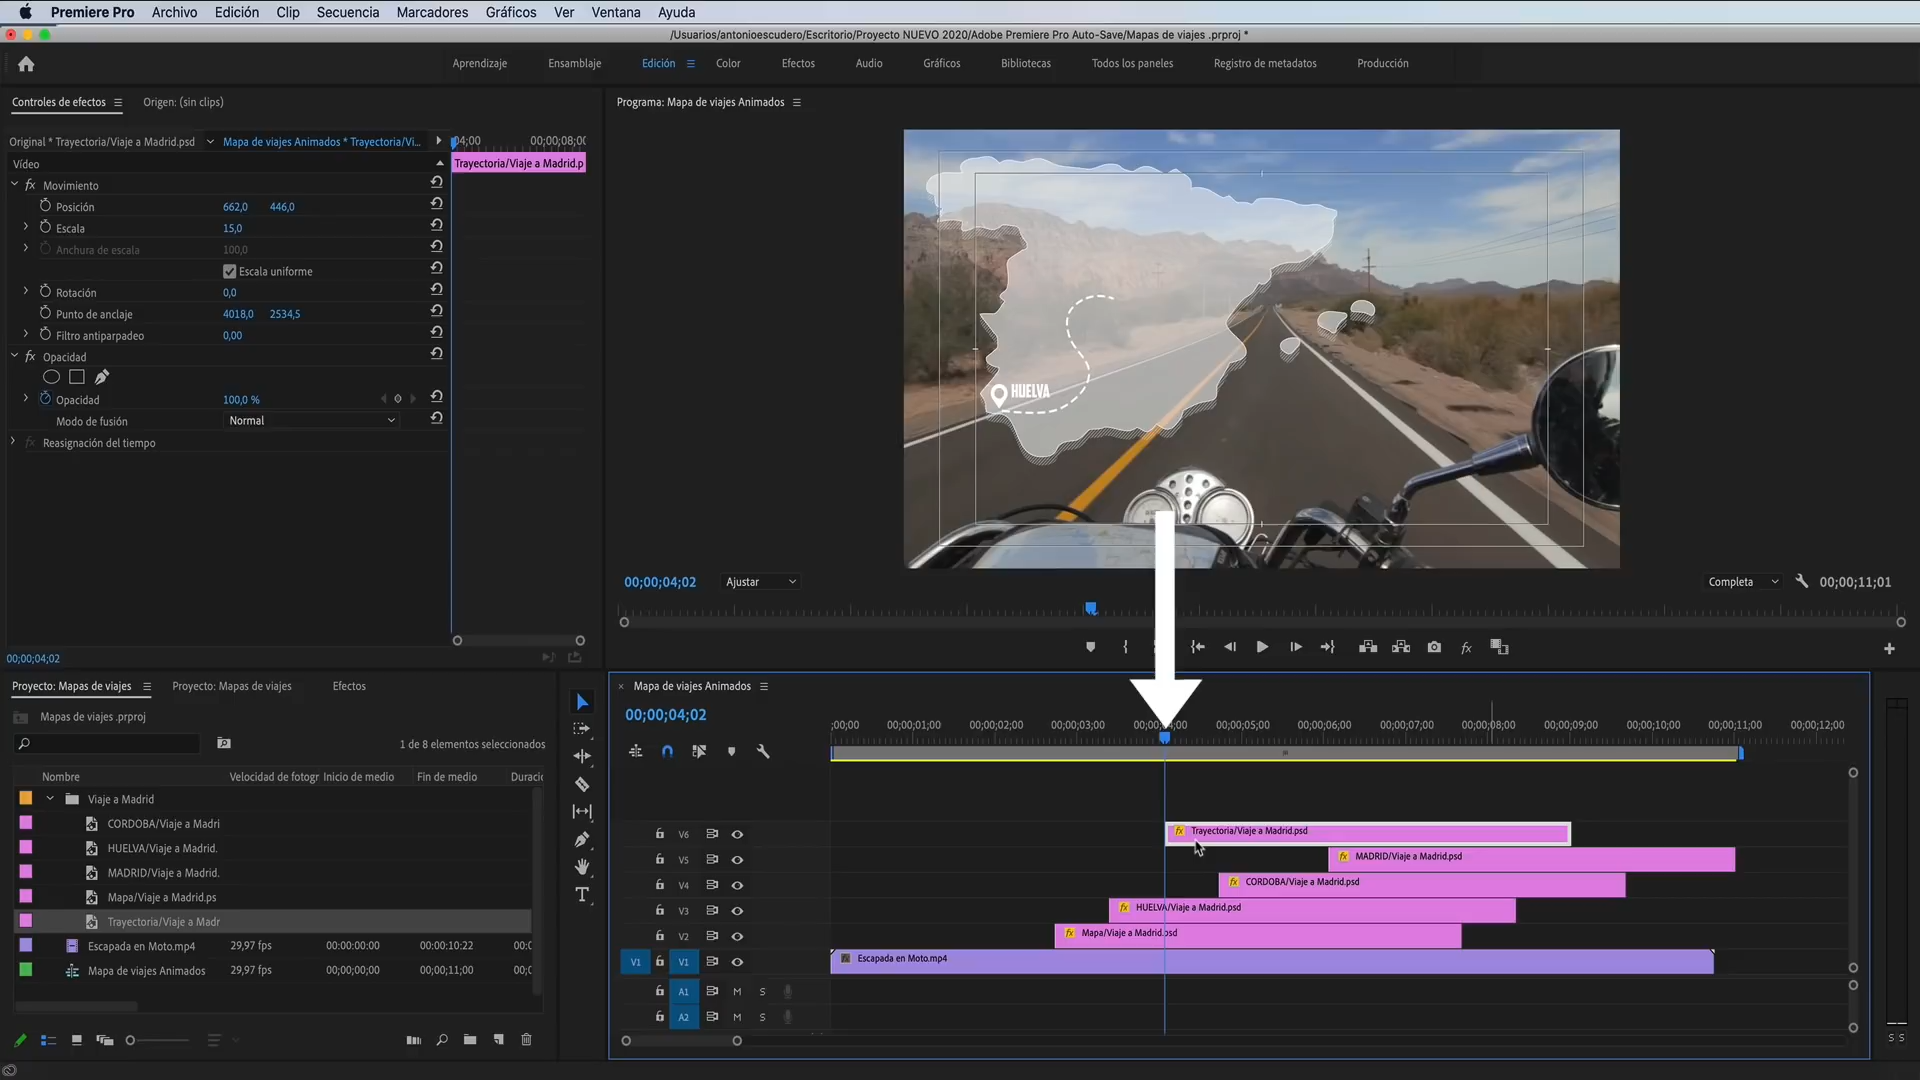 Premiere Pro Archivo Edición Clip Secuencia Marcadores Gráficos Ver Ventana Ayuda
/Usuarios/antonioescudero/Escritorio/Proyecto NUEVO 2020/Adobe Premiere Pro Auto-Save/Mapas de viajes .prproj *
Aprendizaje Ensamblaje Edición Color Efectos Audio Gráficos Bibliotecas Todos los paneles Registro de metadatos Producción
Controles de efectos Origen: (sin clips)
Original * Trayectoria/Viaje a Madrid.psd Mapa de viajes Animados * Trayectoria/Vi...
04;00 00;00;08;00
Vídeo
Trayectoria/Viaje a Madrid.p
fx Movimiento
Posición 662,0 446,0
Escala 15,0
Anchura de escala 100,0
Escala uniforme
Rotación 0,0
Punto de anclaje 4018,0 2534,5
Filtro antiparpadeo 0,00
fx Opacidad
Opacidad 100,0 %
Modo de fusión Normal
fx Reasignación del tiempo
00;00;04;02
Programa: Mapa de viajes Animados
HUELVA
00;00;04;02 Ajustar Completa 00;00;11;01
fx
Proyecto: Mapas de viajes Proyecto: Mapas de viajes Efectos
Mapas de viajes .prproj
1 de 8 elementos seleccionados
Nombre Velocidad de fotogr Inicio de medio Fin de medio Duració
Viaje a Madrid
CORDOBA/Viaje a Madri
HUELVA/Viaje a Madrid.
MADRID/Viaje a Madrid.
Mapa/Viaje a Madrid.ps
Trayectoria/Viaje a Madr
Escapada en Moto.mp4 29,97 fps 00:00:00:00 00:00:10:22 00:0
Mapa de viajes Animados 29,97 fps 00;00;00;00 00;00;11;00 00;0
T
× Mapa de viajes Animados
00;00;04;02
;00;00 00;00;01;00 00;00;02;00 00;00;03;00 00;00;05;00 00;00;06;00 00;00;07;00 00;00;08;00 00;00;09;00 00;00;10;00 00;00;11;00 00;00;12;00
V6 fx Trayectoria/Viaje a Madrid.psd
V5 fx MADRID/Viaje a Madrid.psd
V4 fx CORDOBA/Viaje a Madrid.psd
V3 fx HUELVA/Viaje a Madrid.psd
V2 fx Mapa/Viaje a Madrid.psd
V1 V1 fx Escapada en Moto.mp4
A1 M S
A2 M S
S S